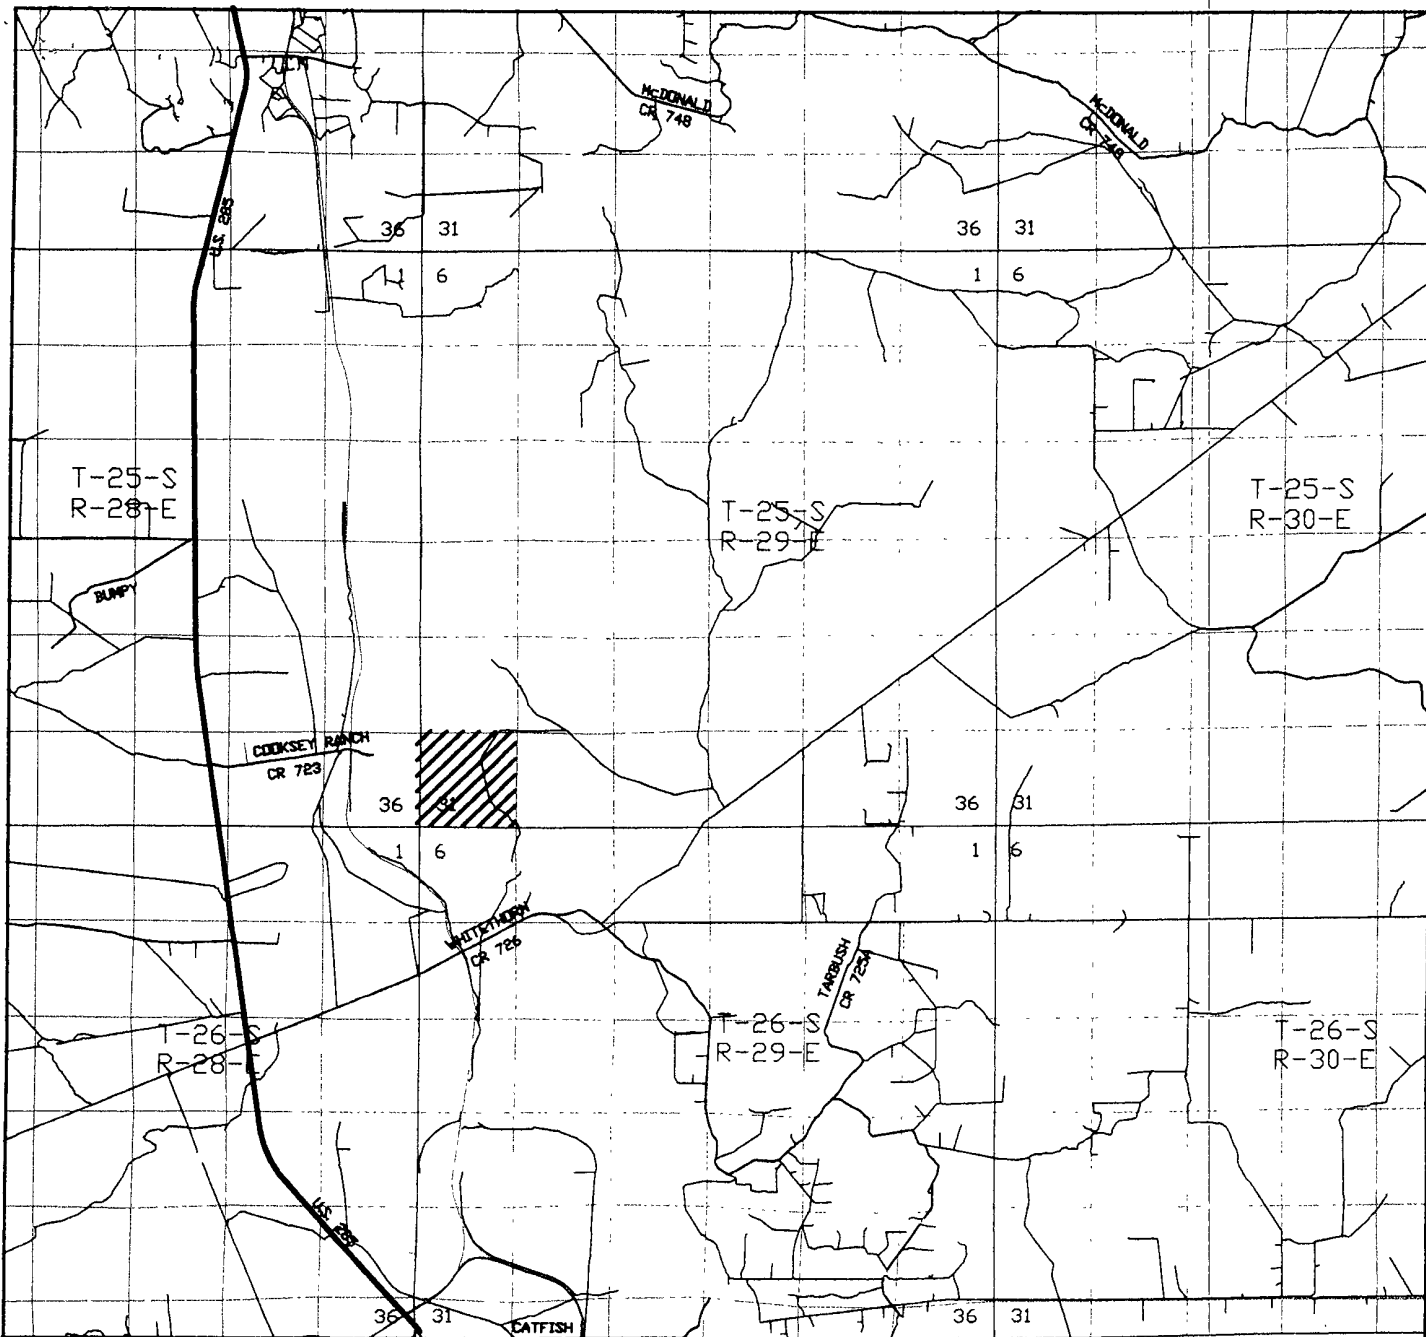 McDONALD
CR 748
McDONALD
CR 748
U.S. 285
36 31
1 6
36 31
1 6
T-25-S
R-28-E
T-25-S
R-29-E
T-25-S
R-30-E
BUMPY
COOKSEY RANCH
CR 723
36 31
1 6
36 31
1 6
WHITETHORN
CR 726
TARBUSH
CR 725A
T-26-S
R-28-E
T-26-S
R-29-E
T-26-S
R-30-E
U.S. 285
36 31
CATFISH
36 31